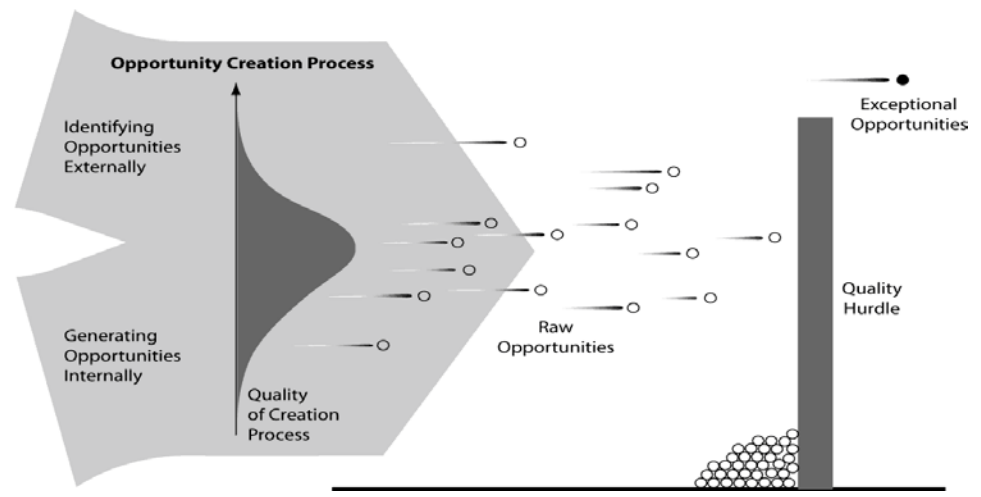 Opportunity Creation Process
Identifying
Opportunities
Externally
Generating
Opportunities
Internally
Quality
of Creation
Process
Raw
Opportunities
Exceptional
Opportunities
Quality
Hurdle